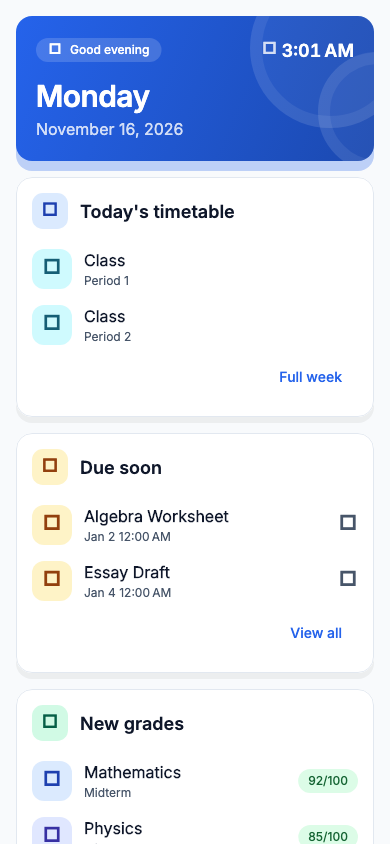 Good evening
3:01 AM
Monday
November 16, 2026
Today's timetable
Class
Period 1
Class
Period 2
Full week
Due soon
Algebra Worksheet
Jan 2 12:00 AM
Essay Draft
Jan 4 12:00 AM
View all
New grades
Mathematics
92/100
Midterm
Physics
85/100